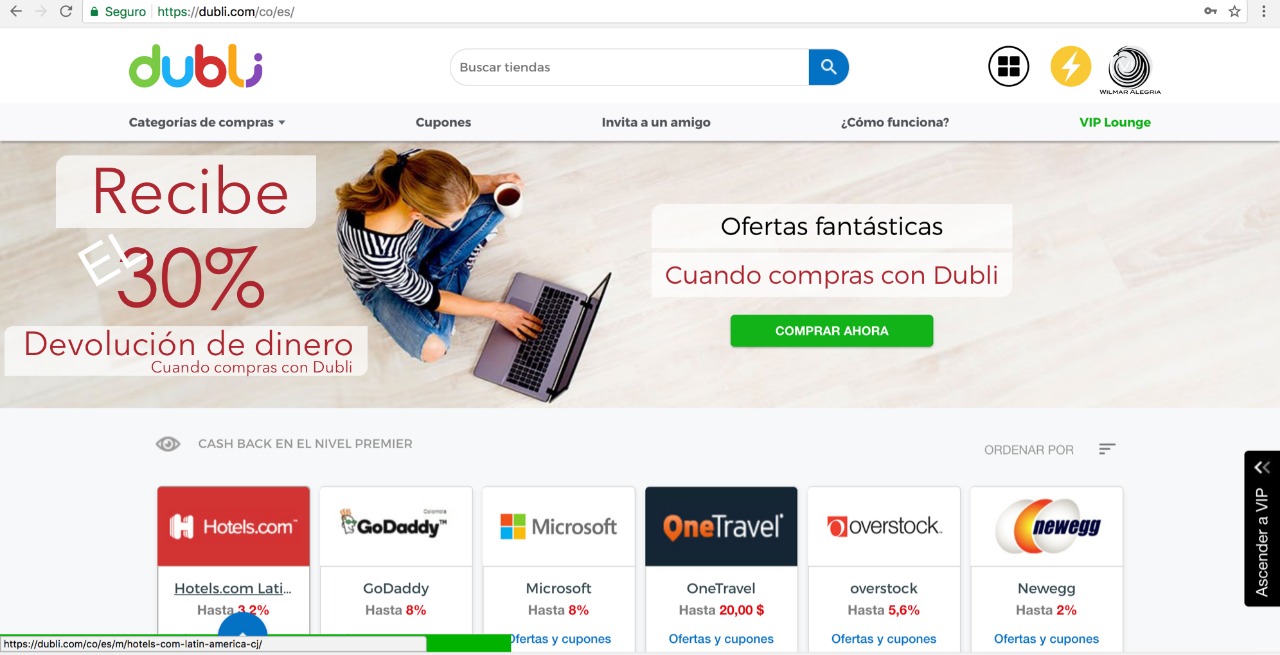 Seguro https://dubli.com/co/es/
dubli
Buscar tiendas
WILMAR ALEGRIA
Categorías de compras
Cupones
Invita a un amigo
¿Cómo funciona?
VIP Lounge
Recibe
EL
30%
Devolución de dinero
Cuando compras con Dubli
Ofertas fantásticas
Cuando compras con Dubli
COMPRAR AHORA
CASH BACK EN EL NIVEL PREMIER
ORDENAR POR
Ascender a VIP
Hotels.com
Hotels.com Lati...
Hasta 3,2%
Colombia
GoDaddy™
GoDaddy
Hasta 8%
Microsoft
Microsoft
Hasta 8%
Ofertas y cupones
OneTravel
OneTravel
Hasta 20,00 $
Ofertas y cupones
overstock.
overstock
Hasta 5,6%
Ofertas y cupones
newegg
Newegg
Hasta 2%
Ofertas y cupones
https://dubli.com/co/es/m/hotels-com-latin-america-cj/